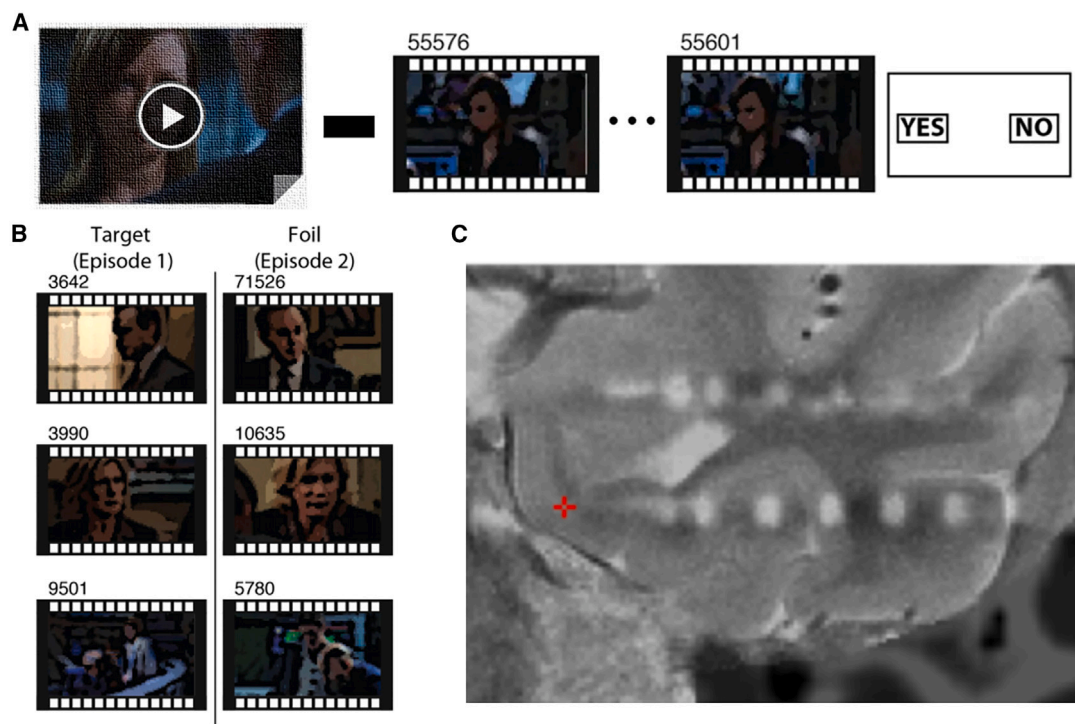 A
55576
55601
YES
NO
B
Target
(Episode 1)
Foil
(Episode 2)
3642
71526
3990
10635
9501
5780
C